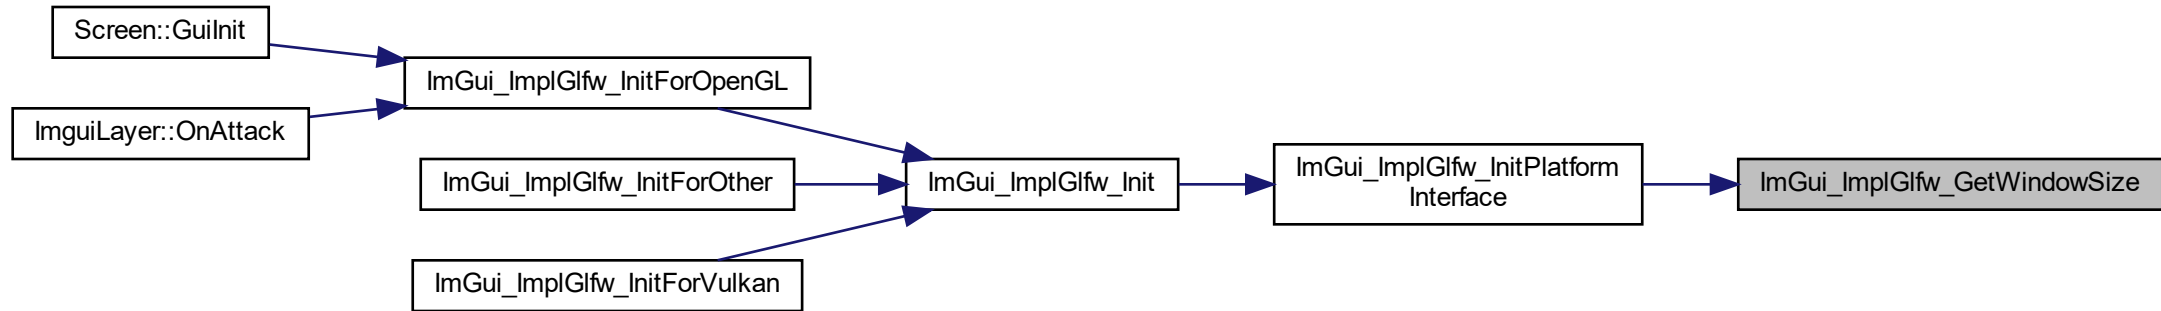 Screen::GuiInit
ImguiLayer::OnAttack
ImGui_ImplGlfw_InitForOpenGL
ImGui_ImplGlfw_InitForOther
ImGui_ImplGlfw_InitForVulkan
ImGui_ImplGlfw_Init
ImGui_ImplGlfw_InitPlatform
Interface
ImGui_ImplGlfw_GetWindowSize